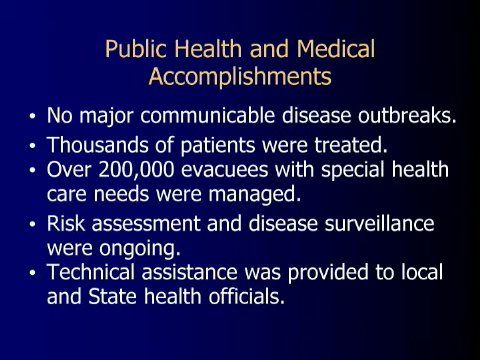 Public Health and Medical
Accomplishments
• No major communicable disease outbreaks.
• Thousands of patients were treated.
• Over 200,000 evacuees with special health
care needs were managed.
• Risk assessment and disease surveillance
were ongoing.
• Technical assistance was provided to local
and State health officials.